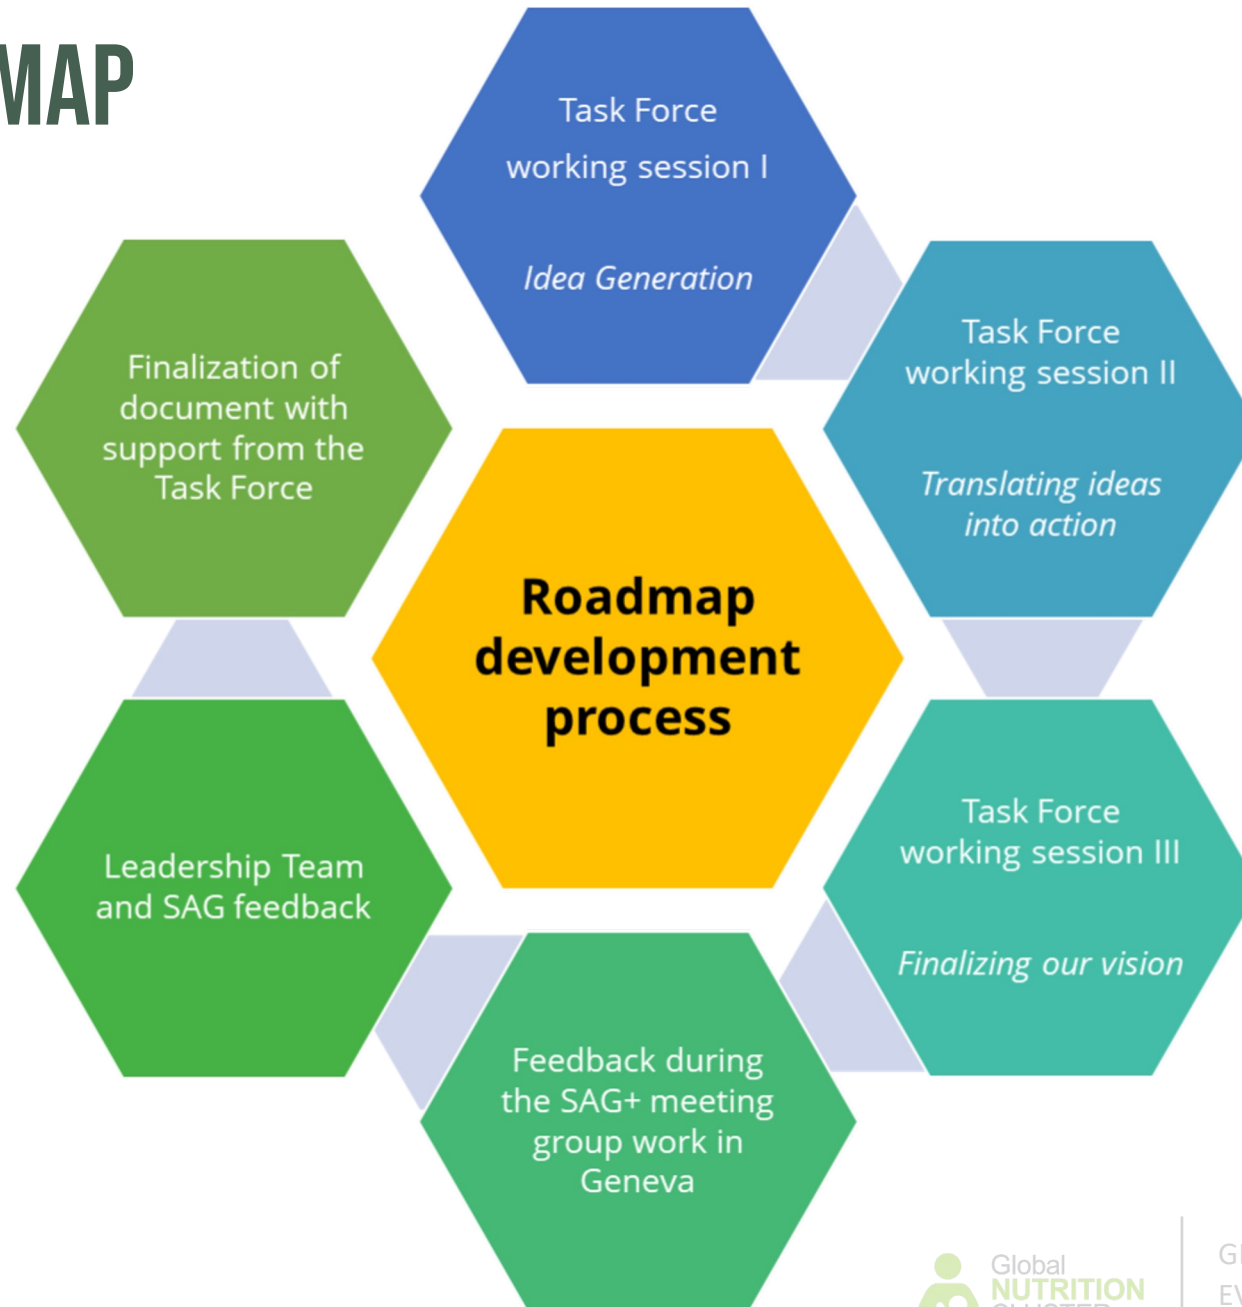 MAP
Task Force
working session I
Idea Generation
Task Force
working session II
Translating ideas
into action
Task Force
working session III
Finalizing our vision
Feedback during
the SAG+ meeting
group work in
Geneva
Leadership Team
and SAG feedback
Finalization of
document with
support from the
Task Force
Roadmap
development
process
Global
NUTRITION
CLUSTER